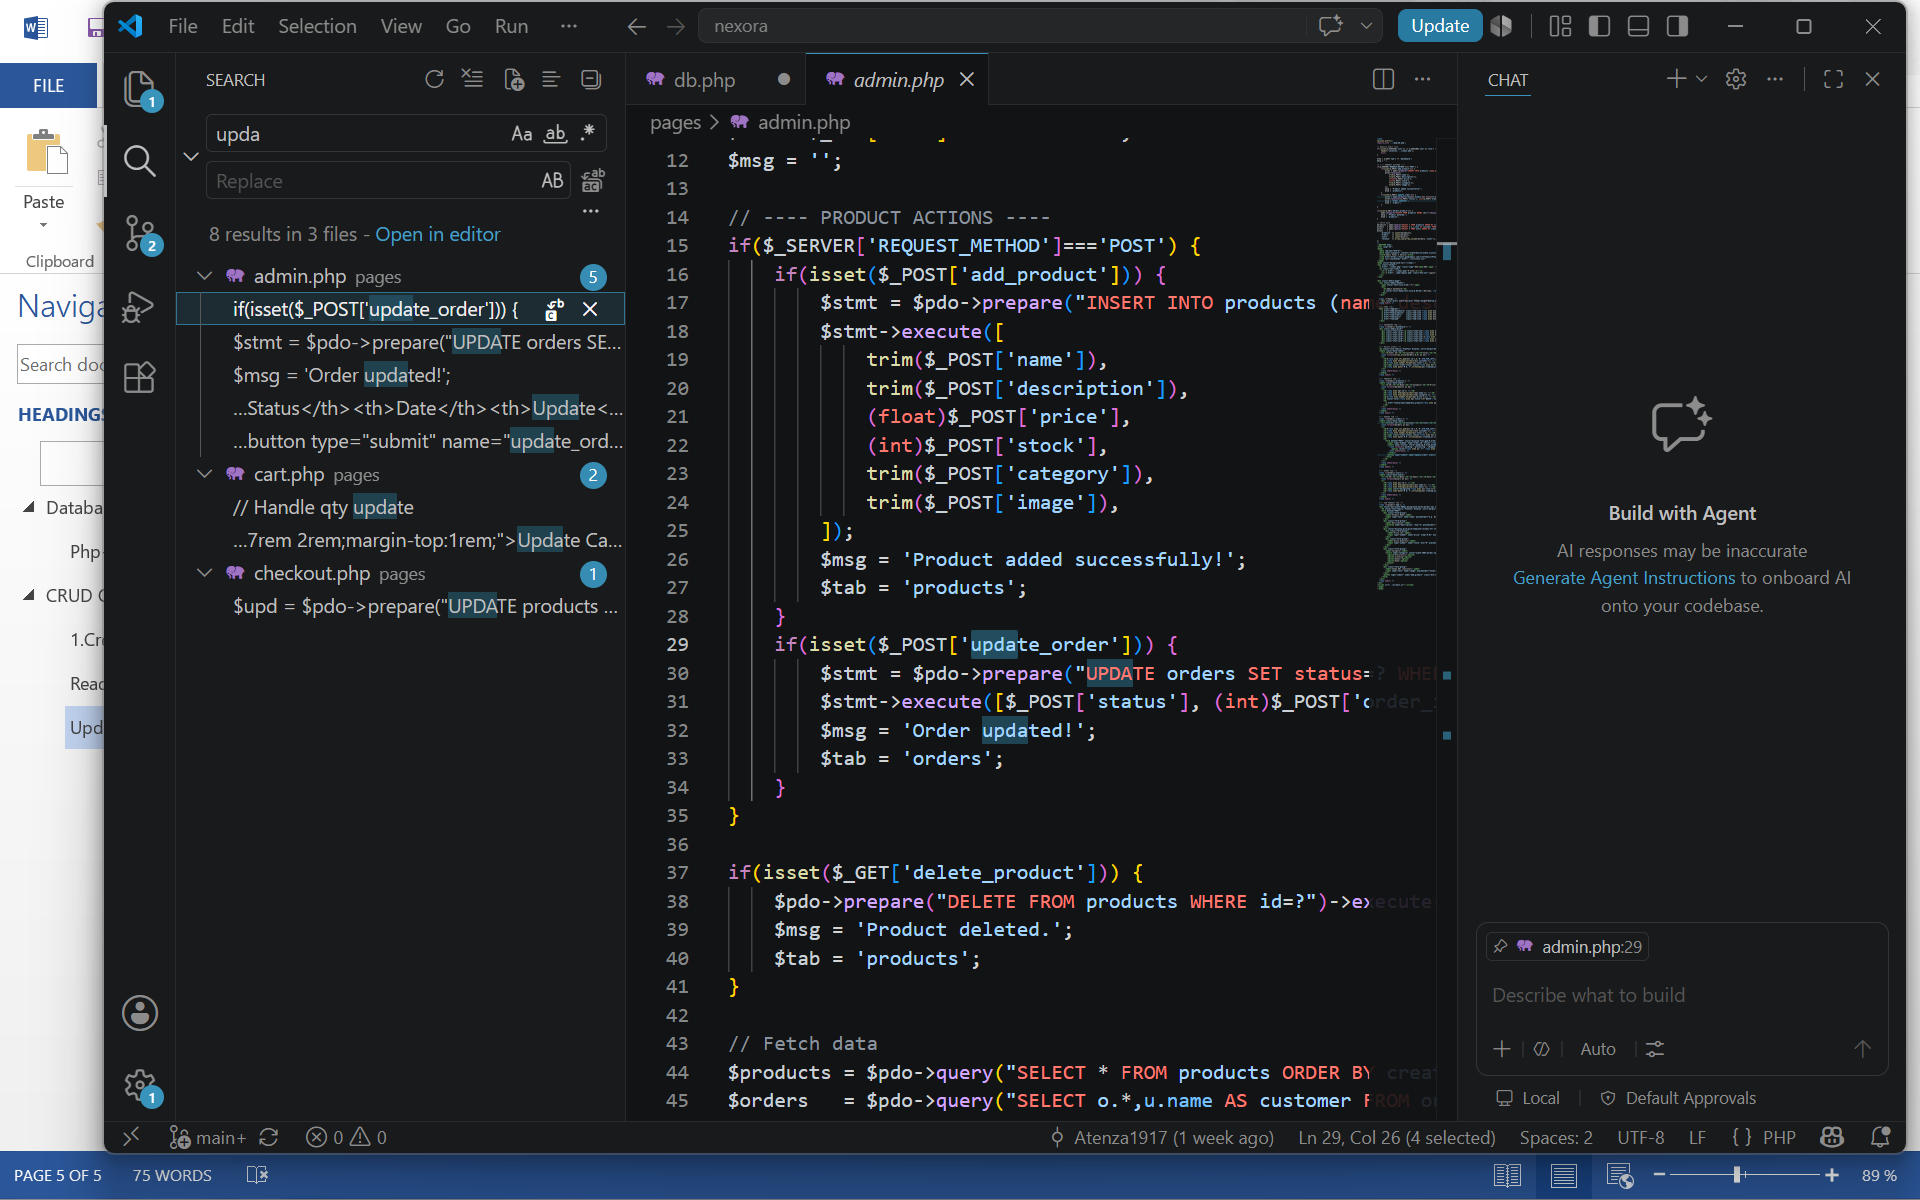 File Edit Selection View Go Run ···
nexora
Update
FILE
Paste
Clipboard
Search doc
Databa
Php
1.Cr
Read
Upd
PAGE 5 OF 5 75 WORDS
89 %
SEARCH
upda
Aa ab .*
Replace
AB
8 results in 3 files - Open in editor
admin.php pages 5
if(isset($_POST['update_order'])) {
$stmt = $pdo->prepare("UPDATE orders SE...
$msg = 'Order updated!';
...Status</th><th>Date</th><th>Update<...
...button type="submit" name="update_ord...
cart.php pages 2
// Handle qty update
...7rem 2rem;margin-top:1rem;">Update Ca...
checkout.php pages 1
$upd = $pdo->prepare("UPDATE products ...
db.php
admin.php
pages > admin.php
12 $msg = '';
13
14 // ---- PRODUCT ACTIONS ----
15 if($_SERVER['REQUEST_METHOD']==='POST') {
16 if(isset($_POST['add_product'])) {
17 $stmt = $pdo->prepare("INSERT INTO products (nam
18 $stmt->execute([
19 trim($_POST['name']),
20 trim($_POST['description']),
21 (float)$_POST['price'],
22 (int)$_POST['stock'],
23 trim($_POST['category']),
24 trim($_POST['image']),
25 ]);
26 $msg = 'Product added successfully!';
27 $tab = 'products';
28 }
29 if(isset($_POST['update_order'])) {
30 $stmt = $pdo->prepare("UPDATE orders SET status=? WHE
31 $stmt->execute([$_POST['status'], (int)$_POST['order_
32 $msg = 'Order updated!';
33 $tab = 'orders';
34 }
35 }
36
37 if(isset($_GET['delete_product'])) {
38 $pdo->prepare("DELETE FROM products WHERE id=?")->execute
39 $msg = 'Product deleted.';
40 $tab = 'products';
41 }
42
43 // Fetch data
44 $products = $pdo->query("SELECT * FROM products ORDER BY crea
45 $orders = $pdo->query("SELECT o.*,u.name AS customer FROM or
CHAT
Build with Agent
AI responses may be inaccurate
Generate Agent Instructions to onboard AI
onto your codebase.
admin.php:29
Describe what to build
Auto
Local
Default Approvals
main+ 0 0
Atenza1917 (1 week ago) Ln 29, Col 26 (4 selected) Spaces: 2 UTF-8 LF { } PHP